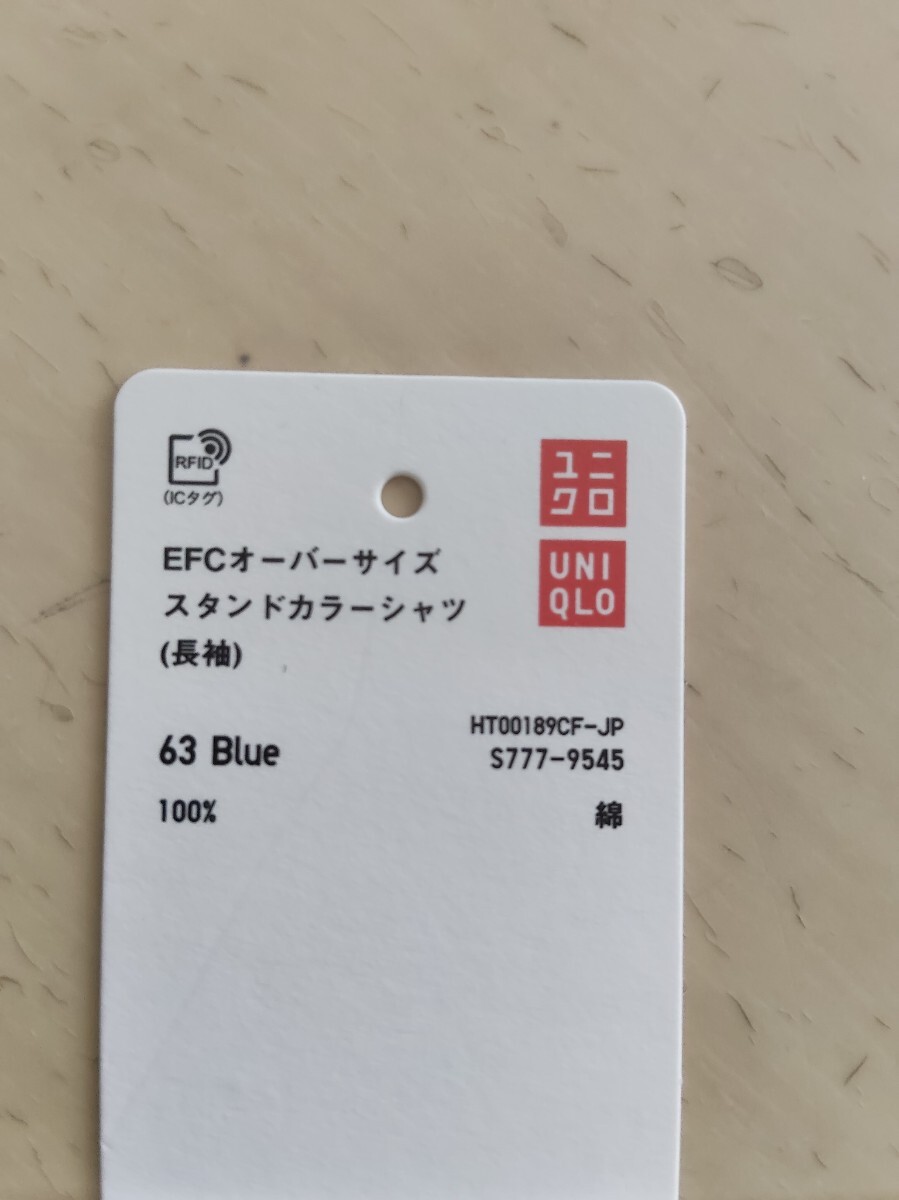 RFID
(ICタグ)
ユニ
クロ
UNI
QLO
EFCオーバーサイズ
スタンドカラーシャツ
(長袖)
HT00189CF-JP
63 Blue
S777-9545
100%
綿